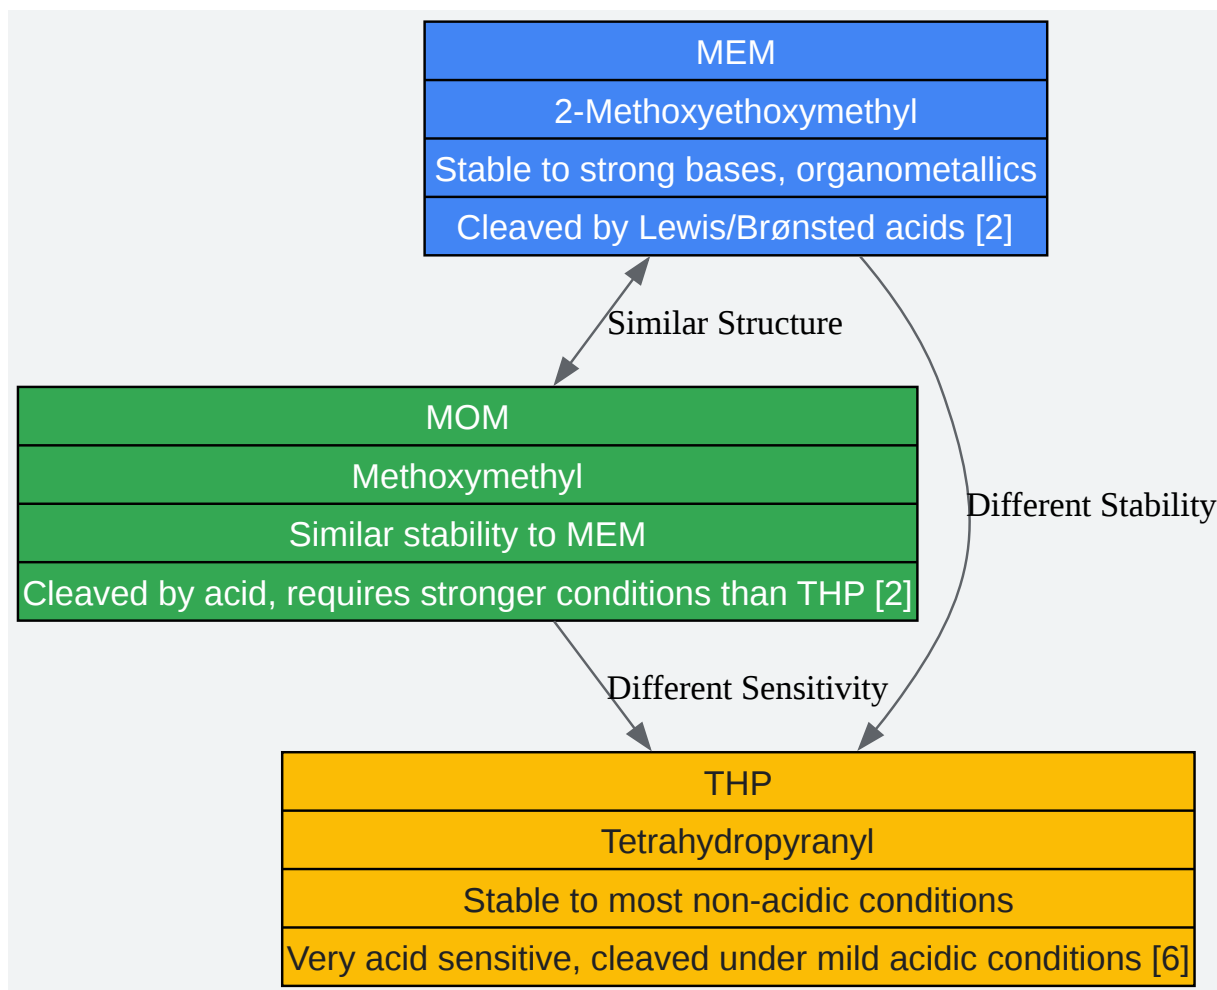 MEM
2-Methoxyethoxymethyl
Stable to strong bases, organometallics
Cleaved by Lewis/Brønsted acids [2]
Similar Structure
MOM
Methoxymethyl
Similar stability to MEM
Cleaved by acid, requires stronger conditions than THP [2]
Different Stability
Different Sensitivity
THP
Tetrahydropyranyl
Stable to most non-acidic conditions
Very acid sensitive, cleaved under mild acidic conditions [6]